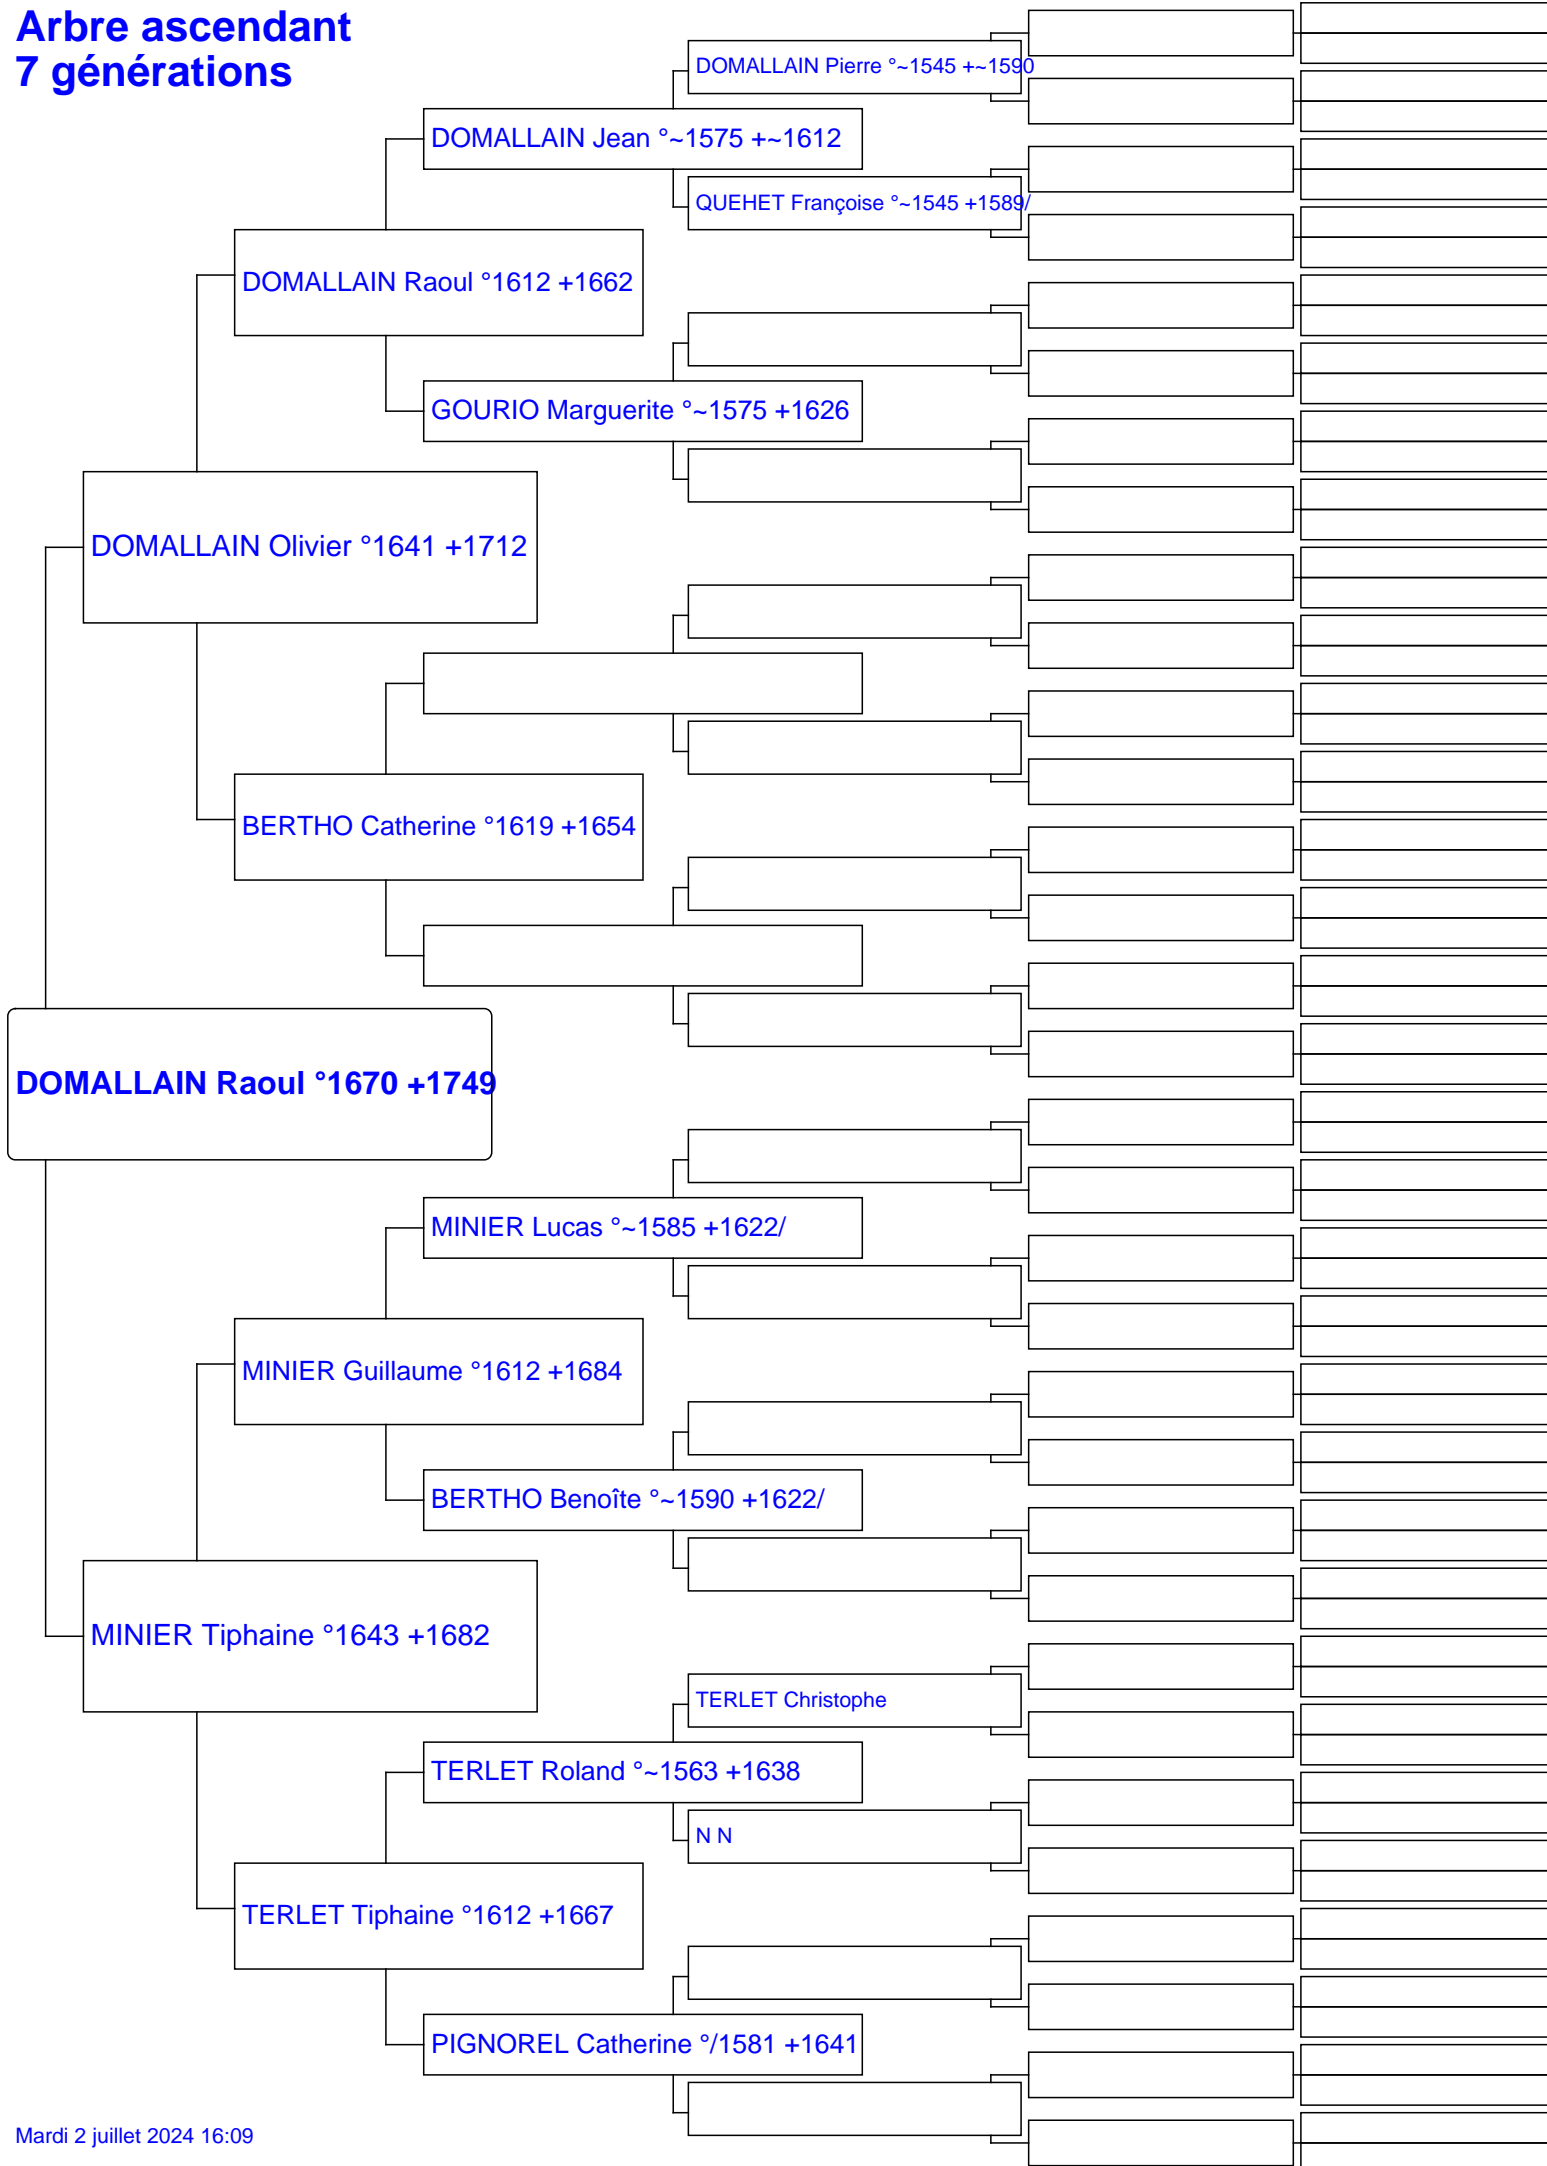 Arbre ascendant
7 générations
DOMALLAIN Pierre °~1545 +~1590
DOMALLAIN Jean °~1575 +~1612
QUEHET Françoise °~1545 +1589/
DOMALLAIN Raoul °1612 +1662
GOURIO Marguerite °~1575 +1626
DOMALLAIN Olivier °1641 +1712
BERTHO Catherine °1619 +1654
DOMALLAIN Raoul °1670 +1749
MINIER Lucas °~1585 +1622/
MINIER Guillaume °1612 +1684
BERTHO Benoîte °~1590 +1622/
MINIER Tiphaine °1643 +1682
TERLET Christophe
TERLET Roland °~1563 +1638
N N
TERLET Tiphaine °1612 +1667
PIGNOREL Catherine °/1581 +1641
Mardi 2 juillet 2024 16:09